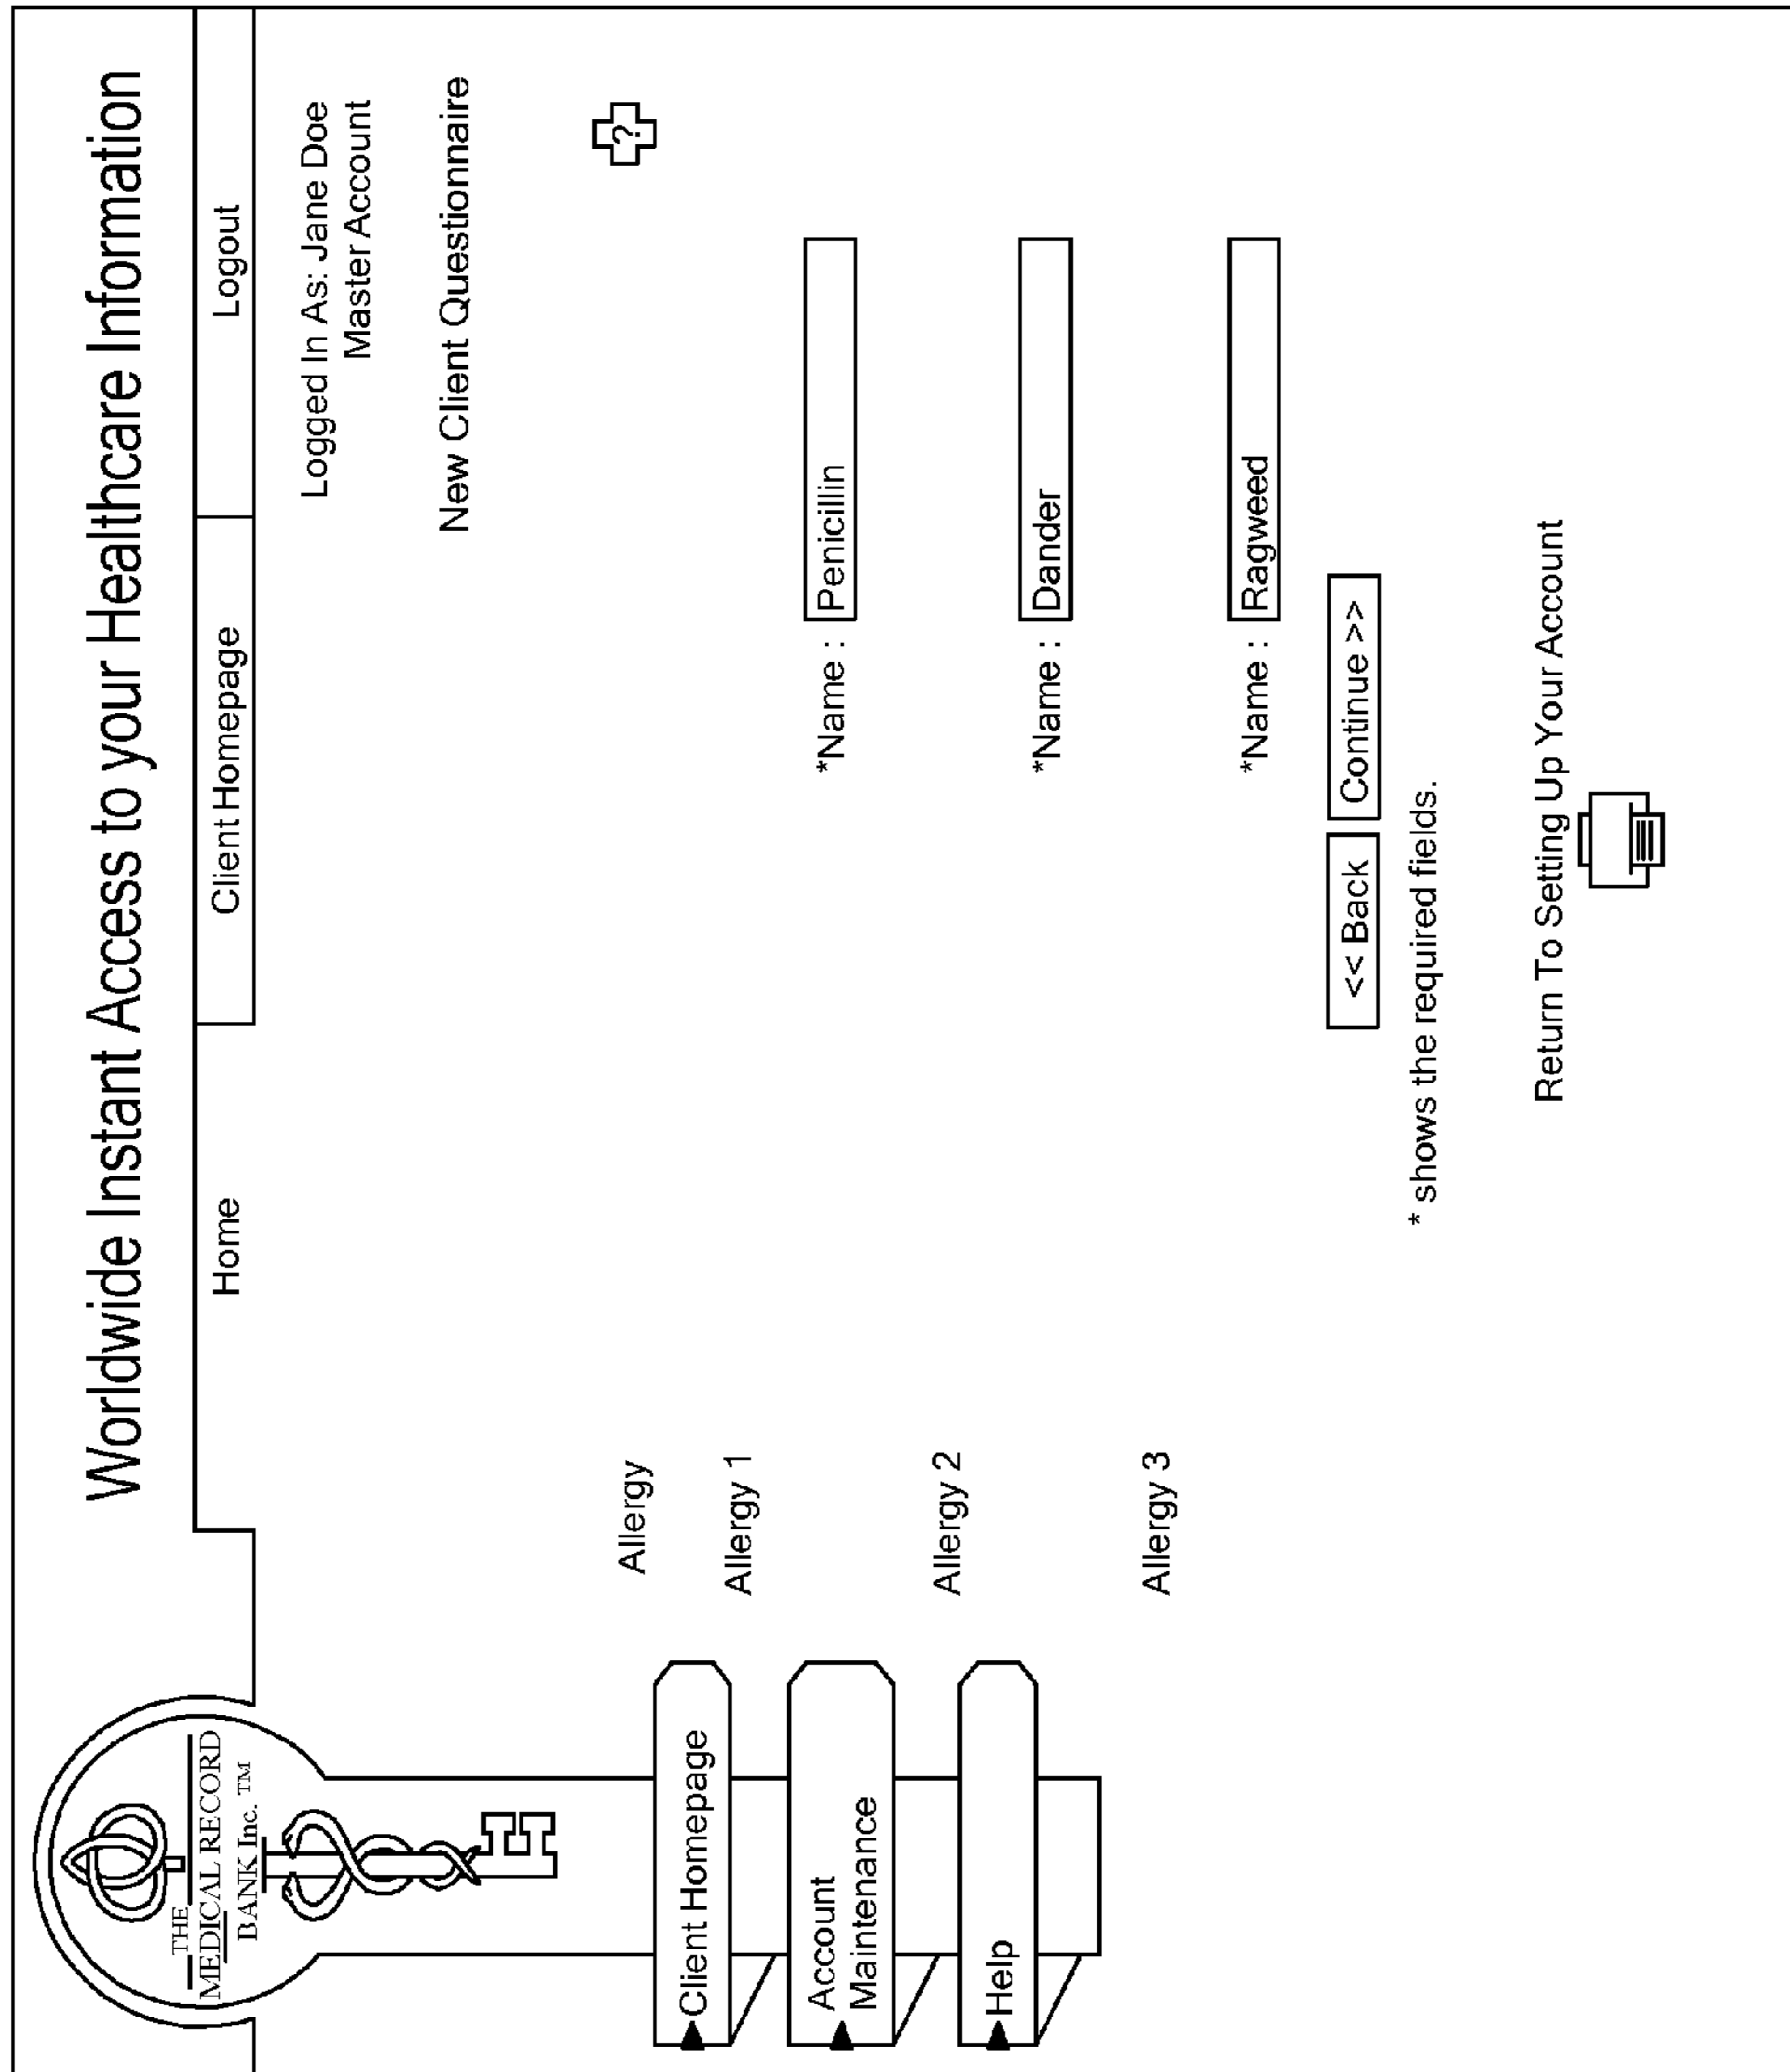 Worldwide Instant Access to your Healthcare Information
THE
MEDICAL RECORD
BANK Inc. ™
Home
Client Homepage
Logout
Logged In As: Jane Doe
Master Account
New Client Questionnaire
?
Client Homepage
Account
Maintenance
Help
Allergy
Allergy 1
*Name : Penicillin
Allergy 2
*Name : Dander
Allergy 3
*Name : Ragweed
<< Back
Continue >>
* shows the required fields.
Return To Setting Up Your Account